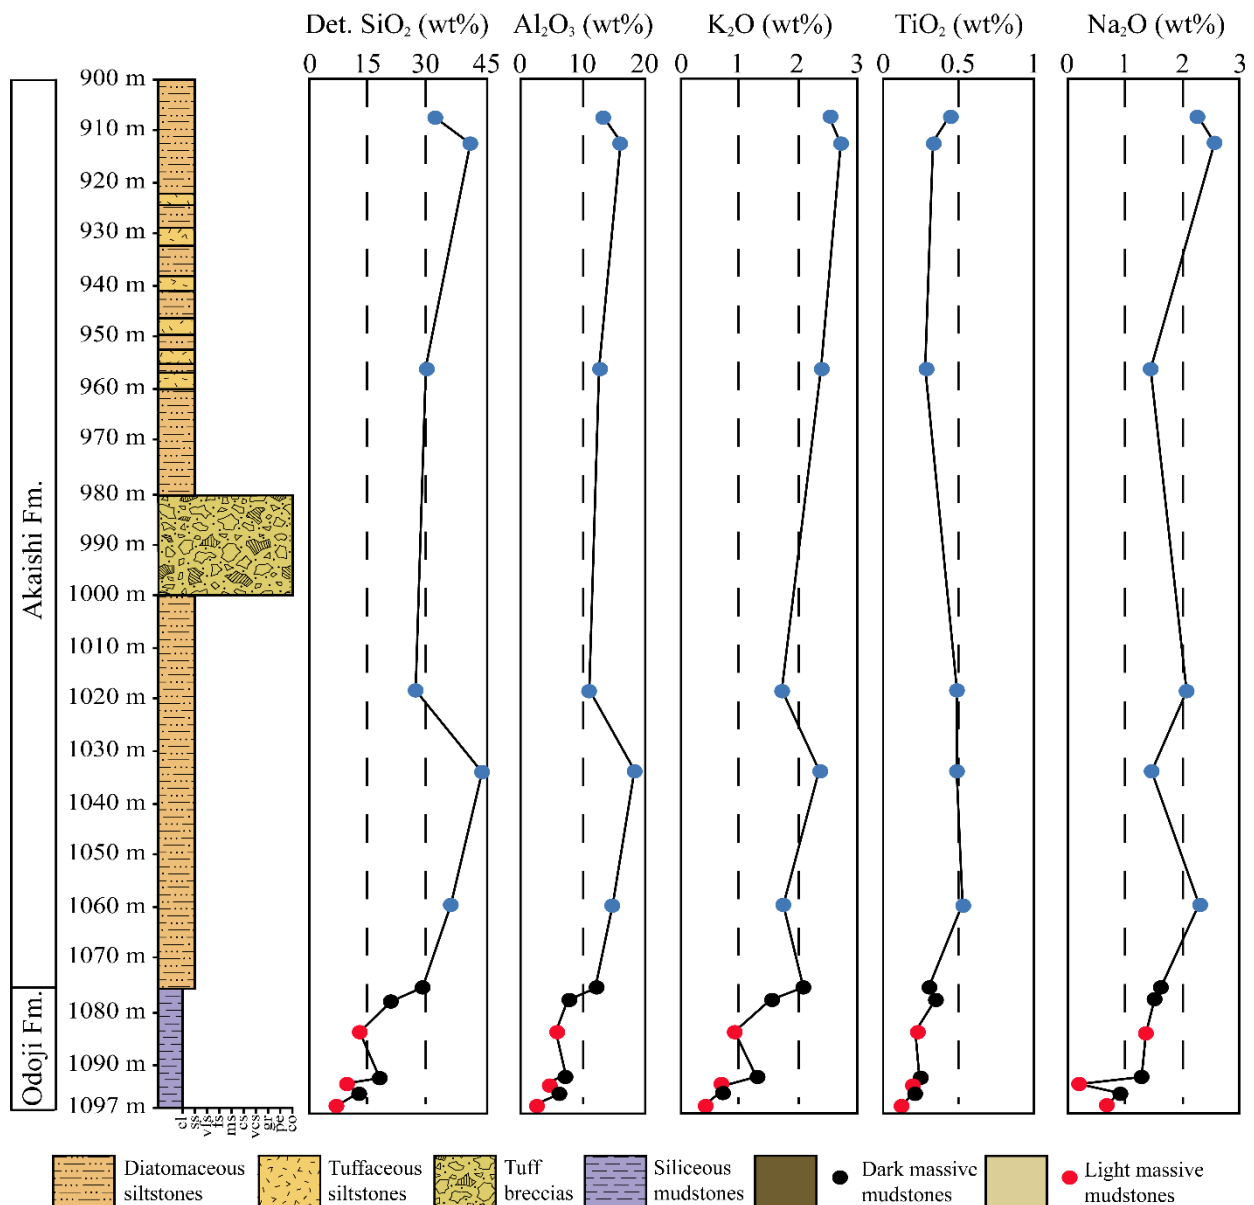 Det. SiO₂ (wt%) Al₂O₃ (wt%) K₂O (wt%) TiO₂ (wt%) Na₂O (wt%)
0 15 30 45 0 10 20 0 1 2 3 0 0.5 1 0 1 2 3
900 m
910 m
920 m
930 m
940 m
950 m
960 m
970 m
980 m
990 m
1000 m
1010 m
1020 m
1030 m
1040 m
1050 m
1060 m
1070 m
1080 m
1090 m
1097 m
Akaishi Fm.
Odoji Fm.
cl
ss
vfs
fs
ms
cs
vcs
gr
pe
co
Diatomaceous
siltstones
Tuffaceous
siltstones
Tuff
breccias
Siliceous
mudstones
Dark massive
mudstones
Light massive
mudstones